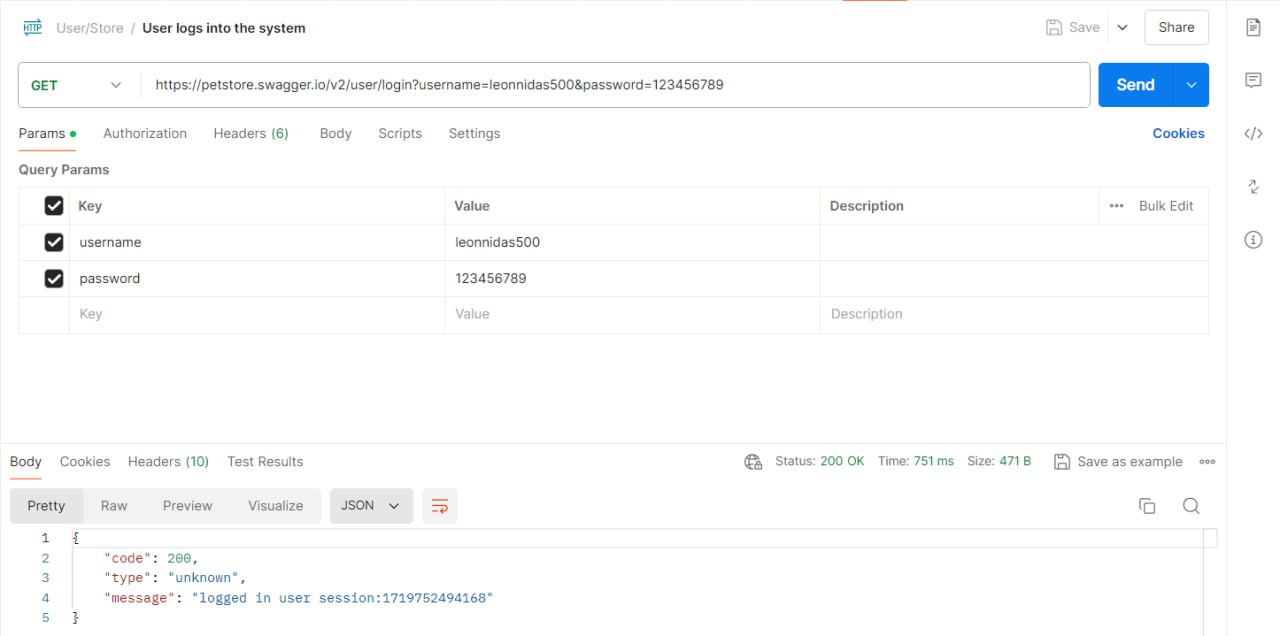 HTTP User/Store / User logs into the system Save Share
GET https://petstore.swagger.io/v2/user/login?username=leonnidas500&password=123456789 Send
Params Authorization Headers (6) Body Scripts Settings Cookies
Query Params
Key Value Description ••• Bulk Edit
username leonnidas500
password 123456789
Key Value Description
Body Cookies Headers (10) Test Results Status: 200 OK Time: 751 ms Size: 471 B Save as example
Pretty Raw Preview Visualize JSON
1 {
2 "code": 200,
3 "type": "unknown",
4 "message": "logged in user session:1719752494168"
5 }